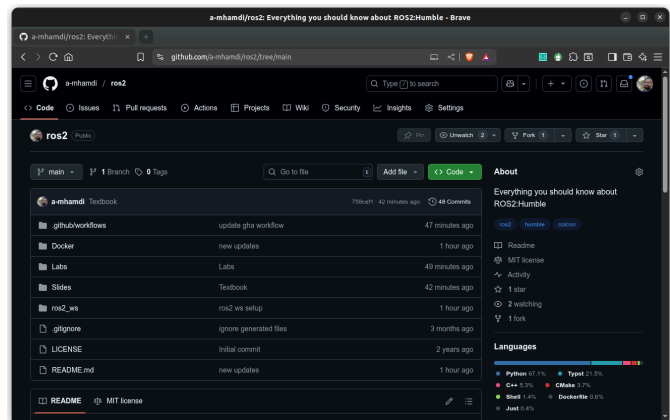 a-mhamdi/ros2: Everything you should know about ROS2:Humble - Brave
a-mhamdi/ros2: Everythi
github.com/a-mhamdi/ros2/tree/main
a-mhamdi / ros2
Type / to search
Code Issues Pull requests Actions Projects Wiki Security Insights Settings
ros2 Public
Pin Unwatch 2 Fork 1 Star 1
main 1 Branch 0 Tags Go to file t Add file Code
a-mhamdi Textbook 42 minutes ago 48 Commits
.github/workflows update gha workflow 47 minutes ago
Docker new updates 1 hour ago
Labs Labs 49 minutes ago
Slides Textbook 42 minutes ago
ros2_ws ros2 ws setup 1 hour ago
.gitignore ignore generated files 3 months ago
LICENSE Initial commit 2 years ago
README.md new updates 1 hour ago
README MIT license
About
Everything you should know about
ROS2:Humble
ros2 humble colcon
Readme
MIT license
Activity
1 star
2 watching
1 fork
Languages
Python 67.1% Typst 21.5%
C++ 5.3% CMake 3.7%
Shell 1.4% Dockerfile 0.6%
Just 0.4%